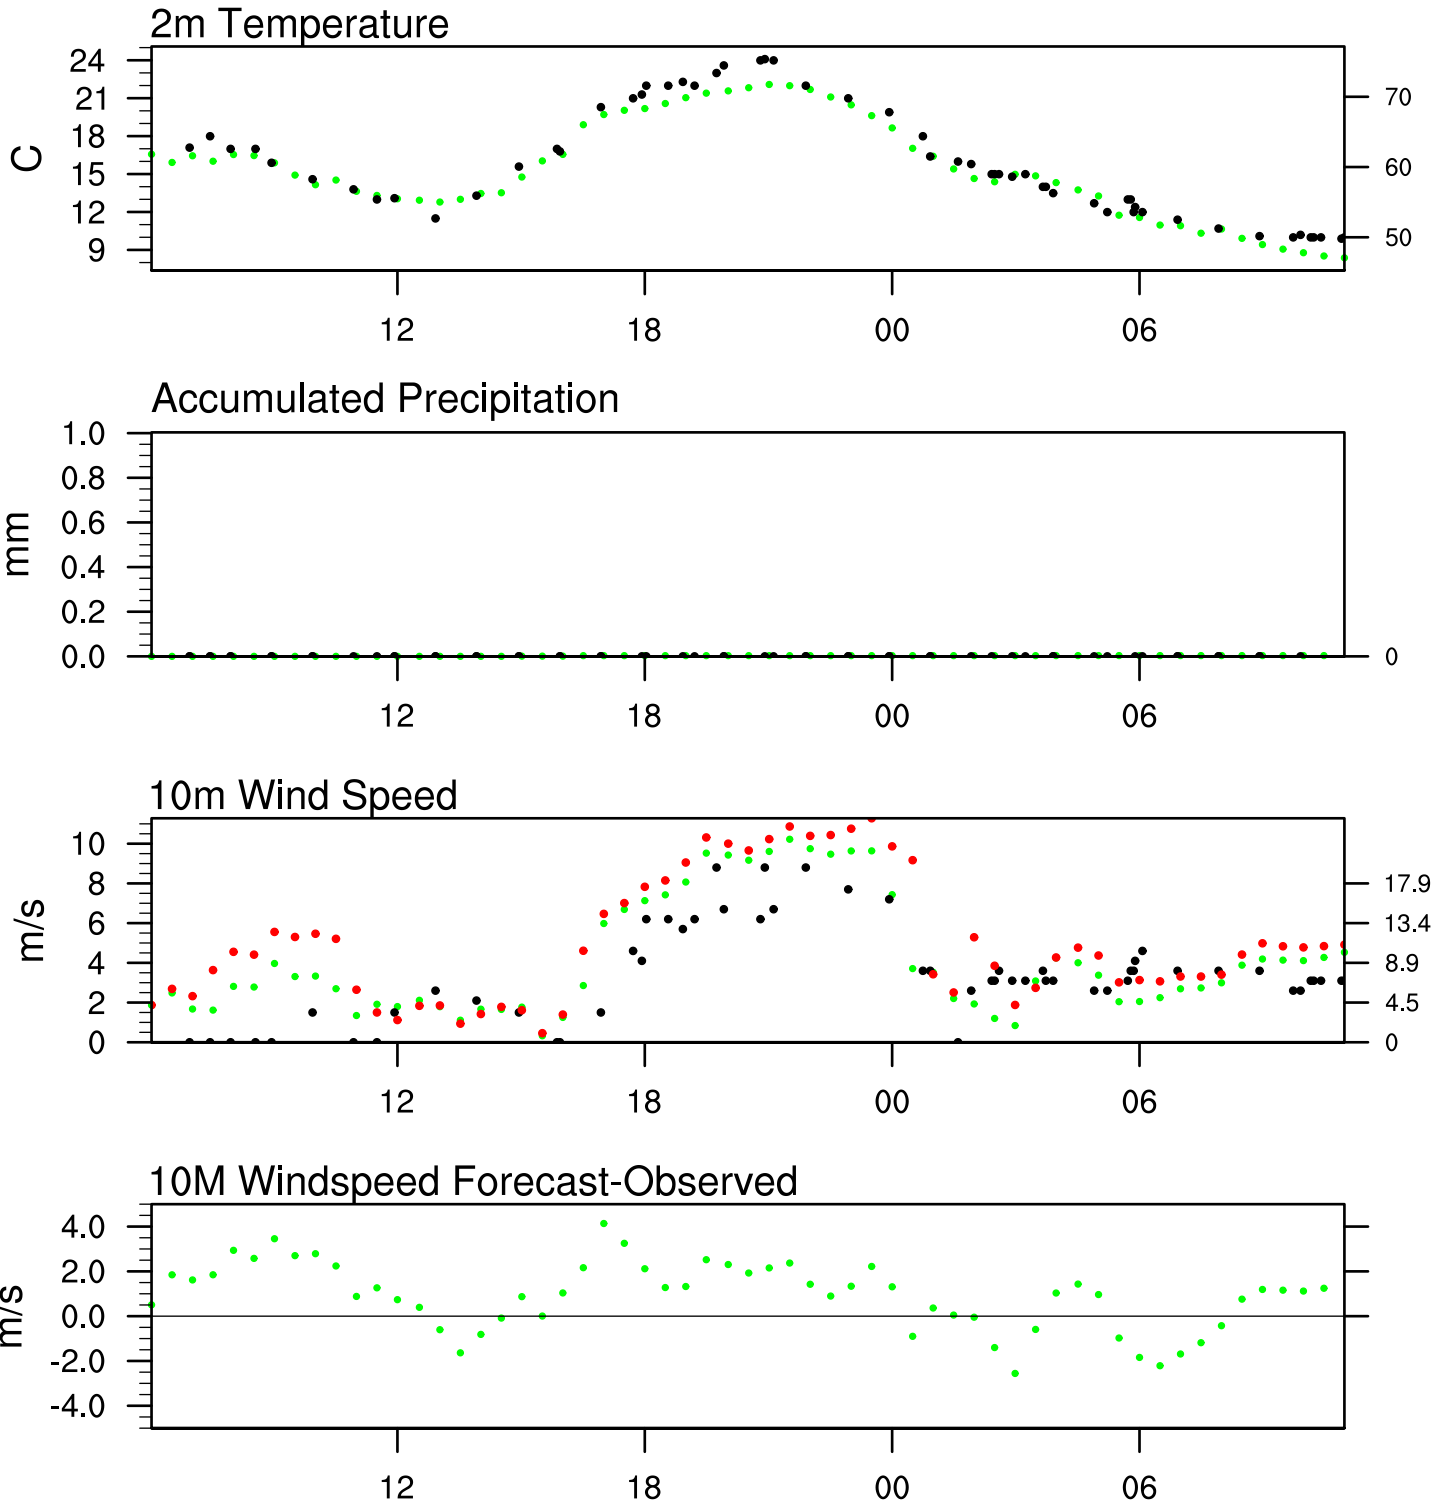 2m Temperature
24
21
18
15
12
9
C
70
60
50
12 18 00 06
Accumulated Precipitation
1.0
0.8
0.6
0.4
0.2
0.0
mm
0
12 18 00 06
10m Wind Speed
10
8
6
4
2
0
m/s
17.9
13.4
8.9
4.5
0
12 18 00 06
10M Windspeed Forecast-Observed
4.0
2.0
0.0
-2.0
-4.0
m/s
12 18 00 06